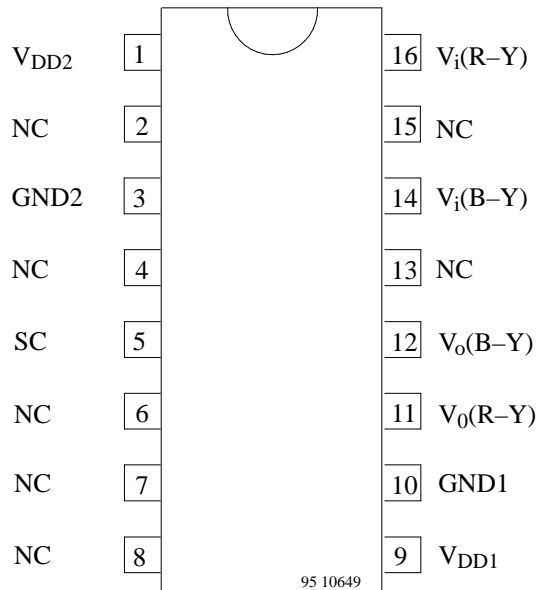 V_DD2 1 16 V_i(R–Y)
NC 2 15 NC
GND2 3 14 V_i(B–Y)
NC 4 13 NC
SC 5 12 V_o(B–Y)
NC 6 11 V_0(R–Y)
NC 7 10 GND1
NC 8 9 V_DD1
95 10649